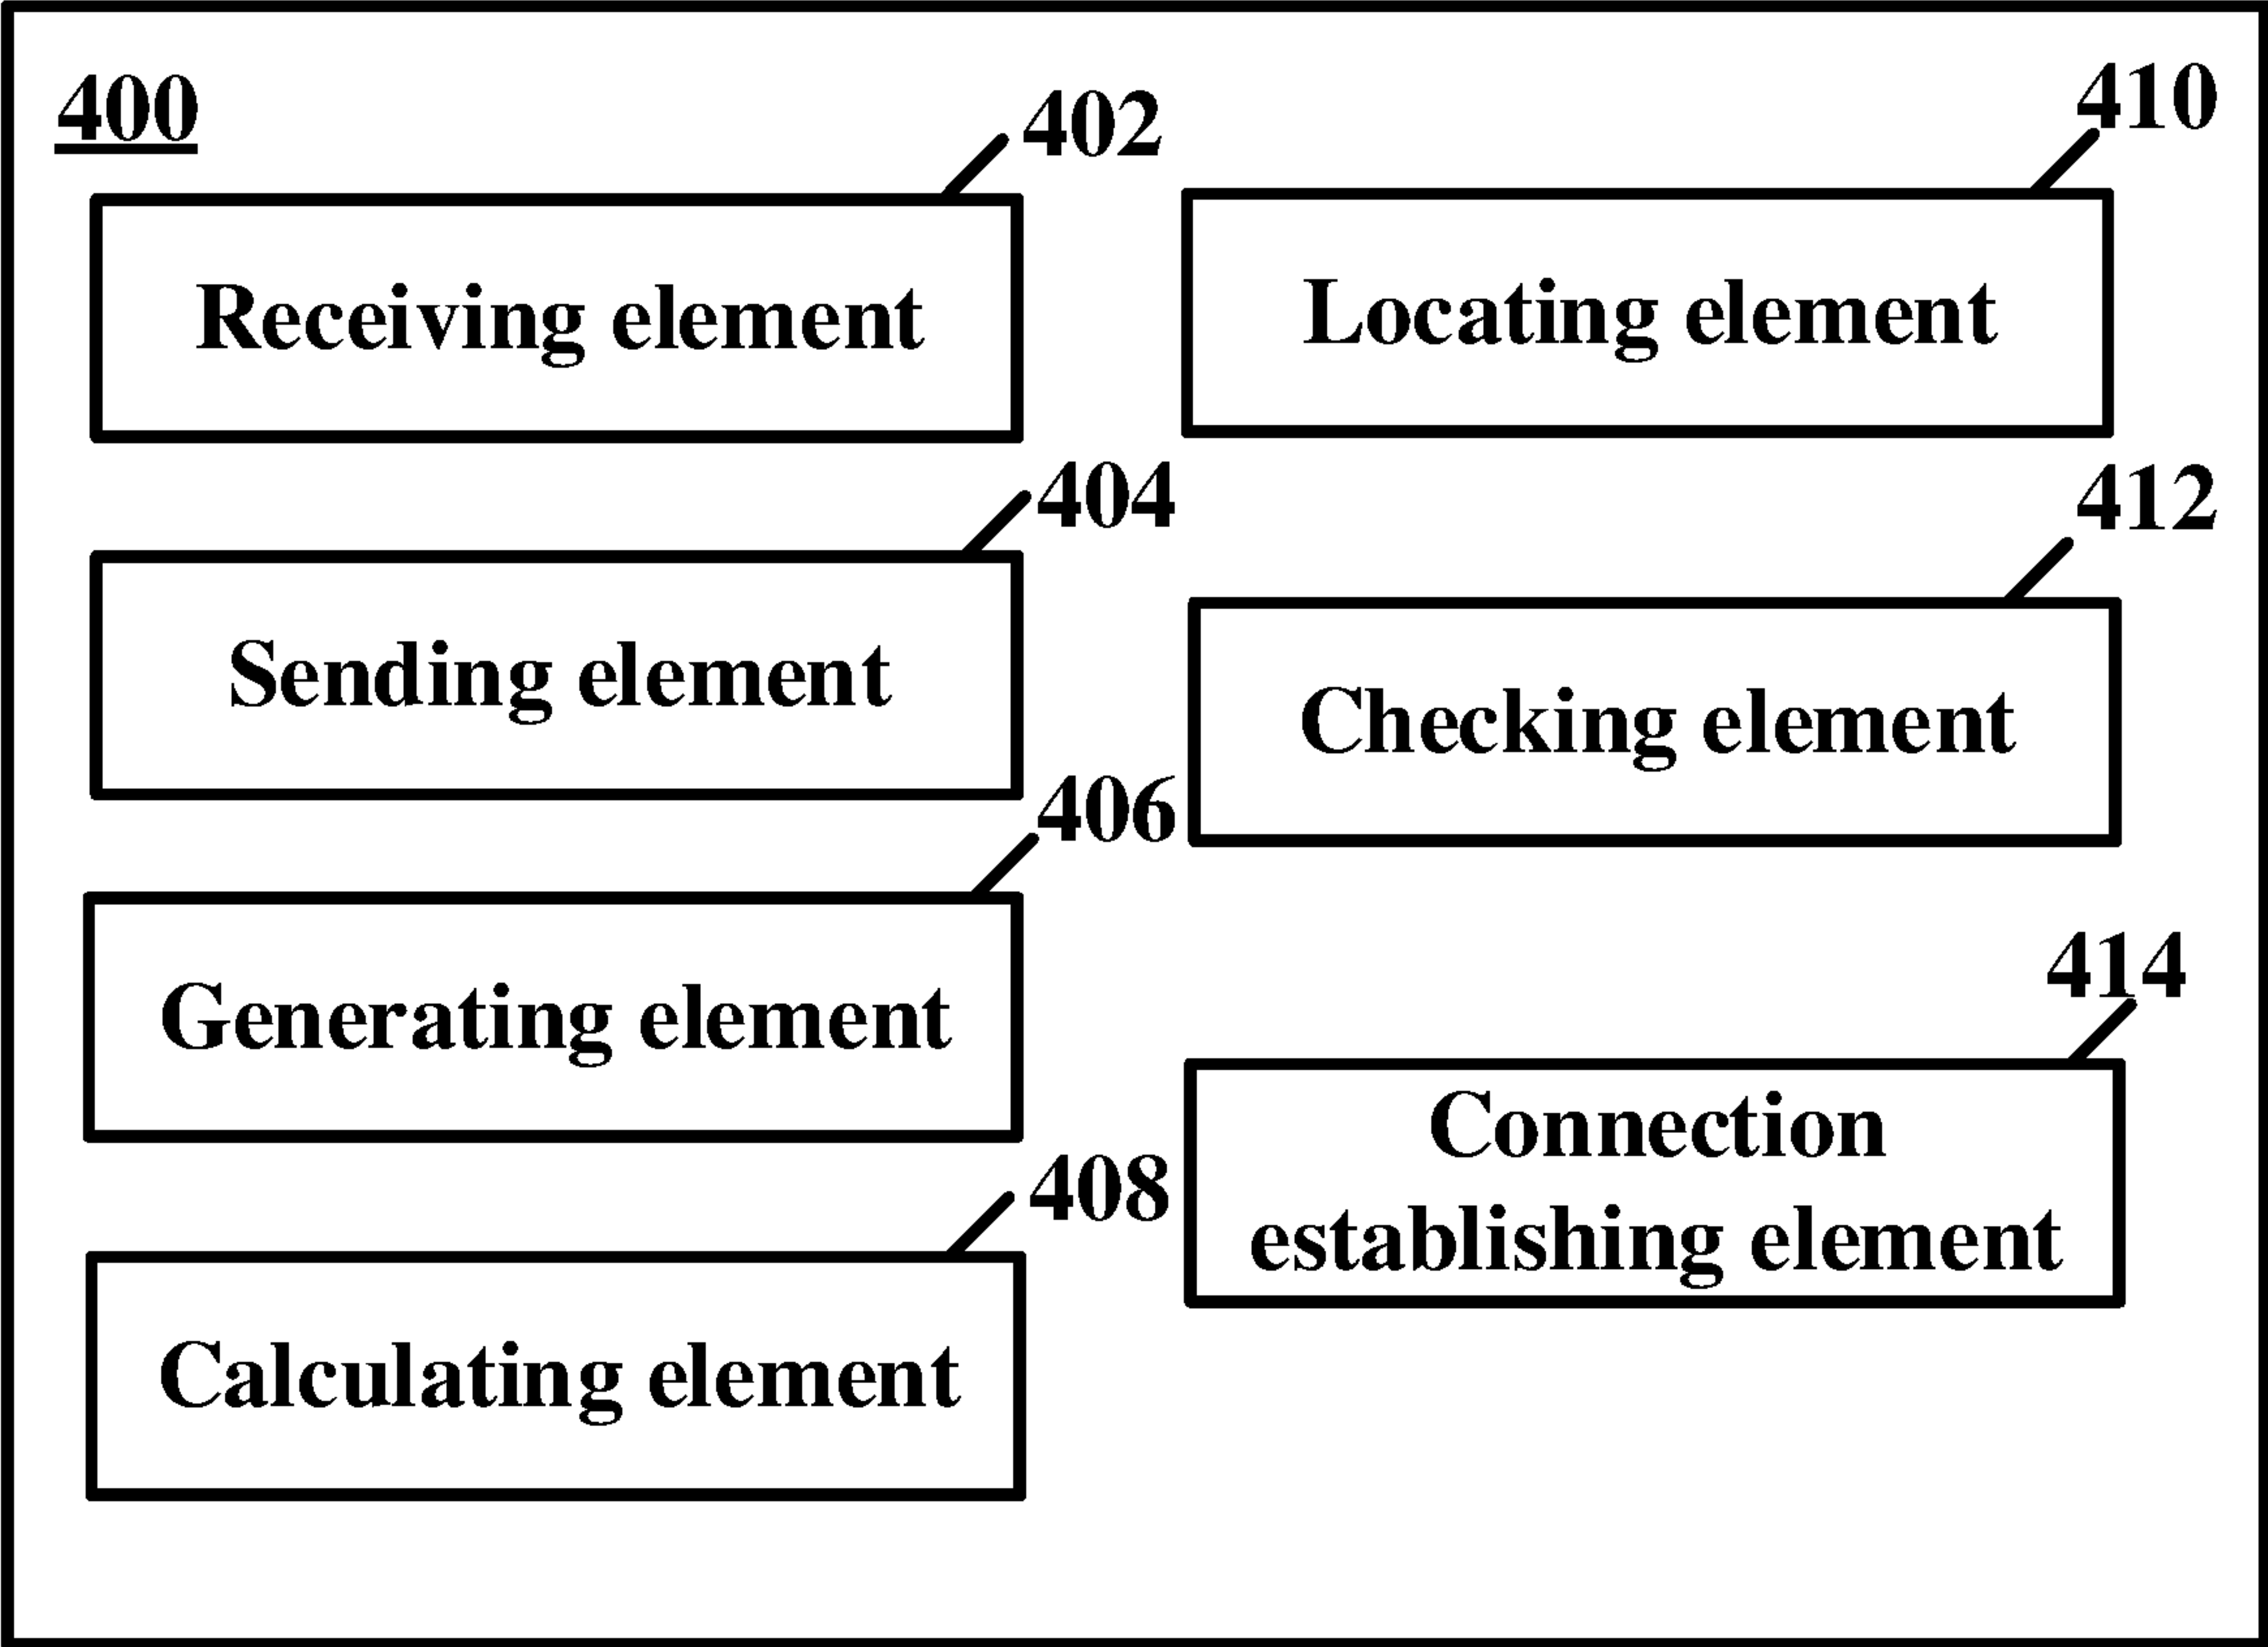 400
402
Receiving element
404
Sending element
406
Generating element
408
Calculating element
410
Locating element
412
Checking element
414
Connection
establishing element